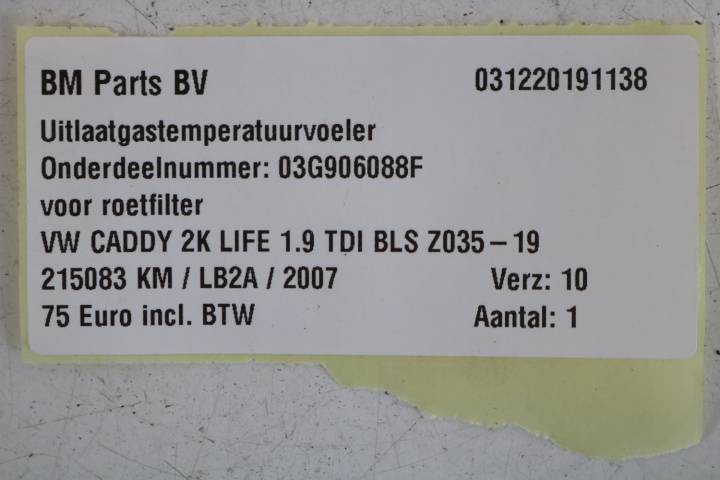 BM Parts BV 031220191138
Uitlaatgastemperatuurvoeler
Onderdeelnummer: 03G906088F
voor roetfilter
VW CADDY 2K LIFE 1.9 TDI BLS Z035-19
215083 KM / LB2A / 2007 Verz: 10
75 Euro incl. BTW Aantal: 1